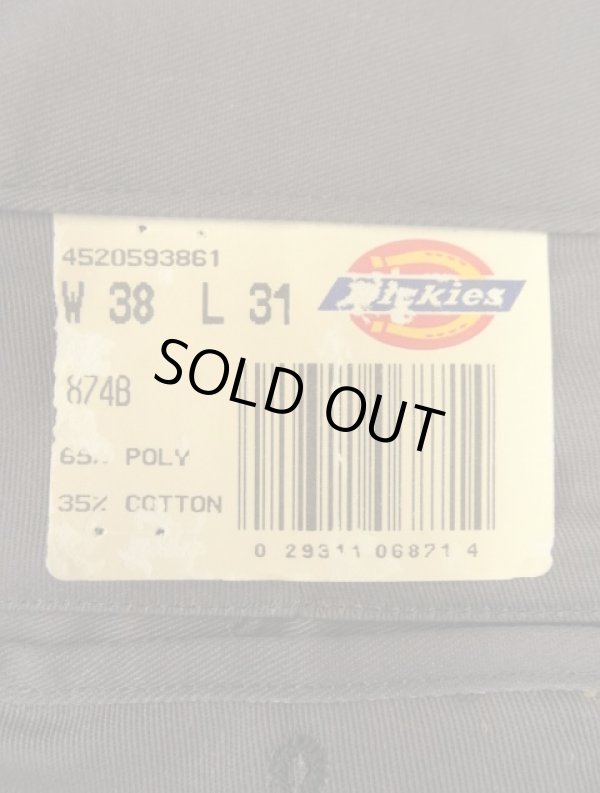 4520593861
W 38 L 31
Dickies
874B
SOLD OUT
65% POLY
35% COTTON
0 29311 06871 4